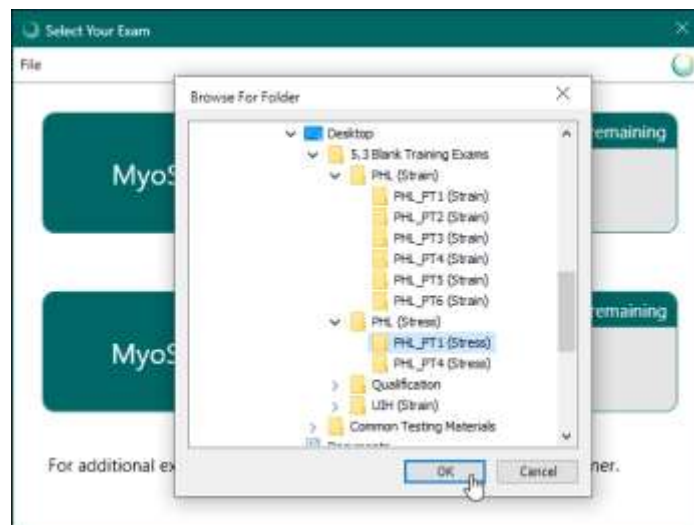 Select Your Exam
File
Browse For Folder
Desktop
5.3 Blank Training Exams
PHL (Strain)
PHL_PT1 (Strain)
PHL_PT2 (Strain)
PHL_PT3 (Strain)
PHL_PT4 (Strain)
PHL_PT5 (Strain)
PHL_PT6 (Strain)
PHL (Stress)
PHL_PT1 (Stress)
PHL_PT4 (Stress)
Qualification
UIH (Strain)
Common Testing Materials
remaining
MyoS
remaining
MyoS
For additional ex
ner.
OK
Cancel